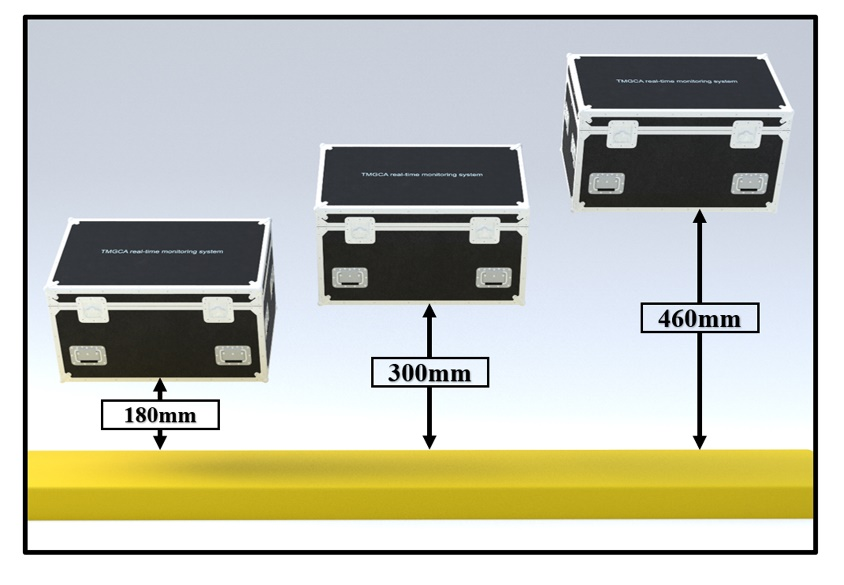 TMGCA real-time monitoring system
TMGCA real-time monitoring system
TMGCA real-time monitoring system
180mm
300mm
460mm